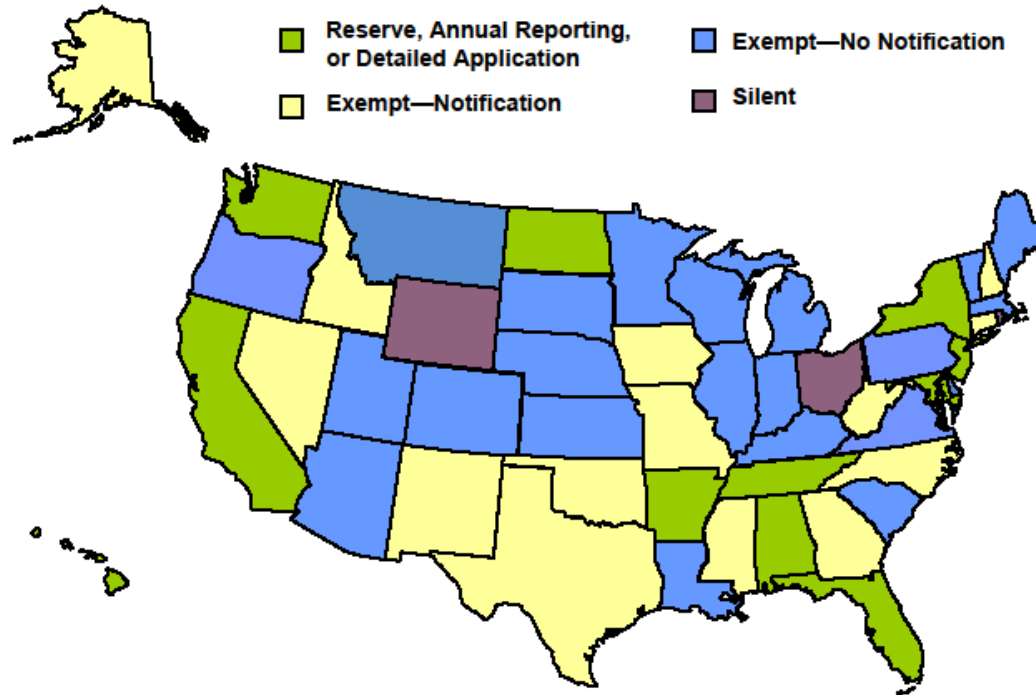 Reserve, Annual Reporting,
or Detailed Application
Exempt—No Notification
Exempt—Notification
Silent